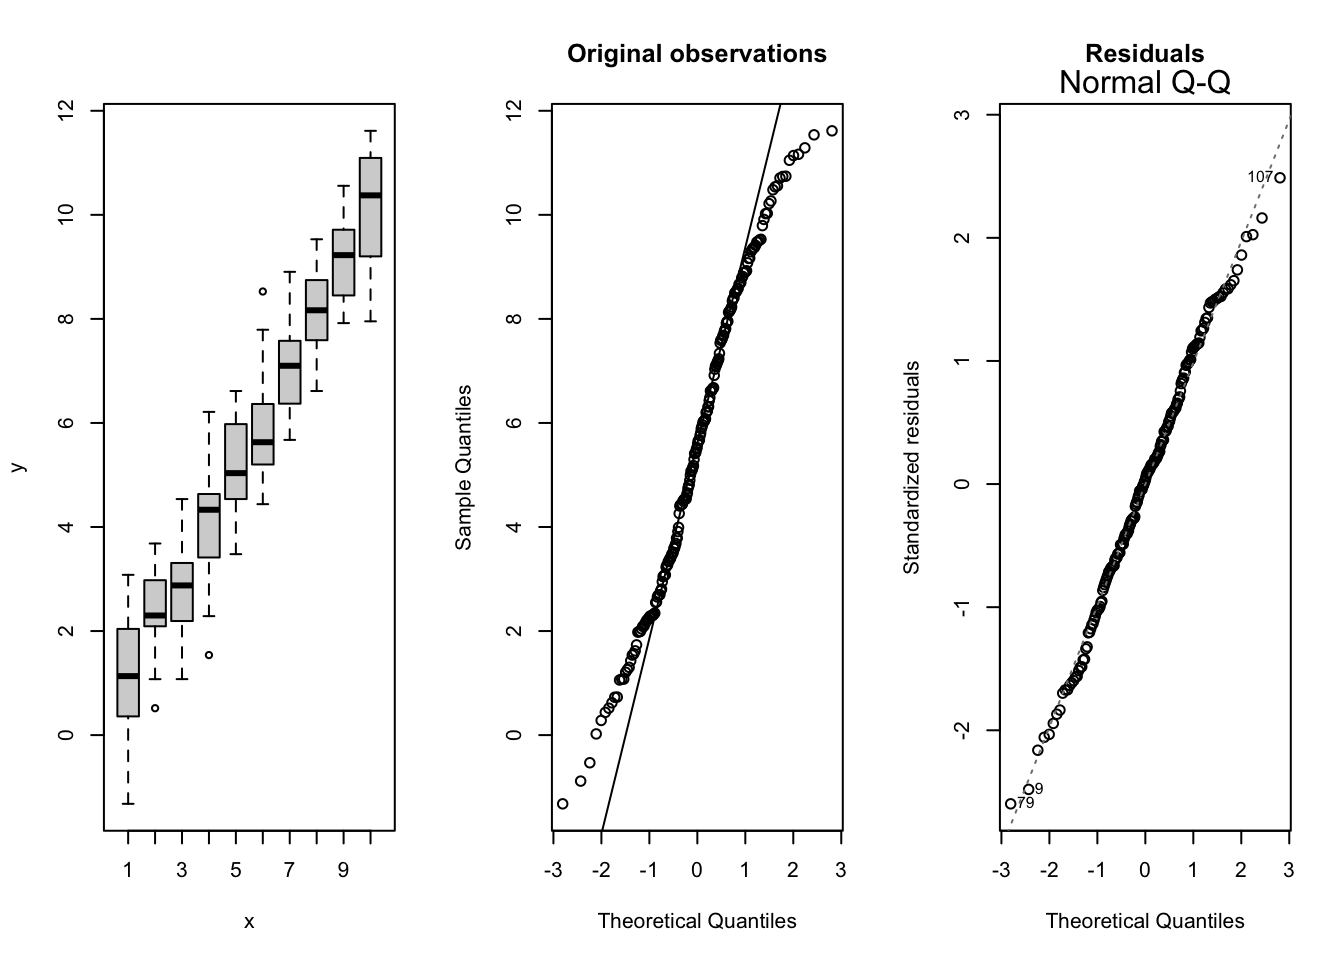 y
12
10
8
6
4
2
0
1 3 5 7 9
x
Original observations
Sample Quantiles
12
10
8
6
4
2
0
-3 -2 -1 0 1 2 3
Theoretical Quantiles
Residuals
Normal Q-Q
Standardized residuals
3
2
1
0
-1
-2
107
9
79
-3 -2 -1 0 1 2 3
Theoretical Quantiles